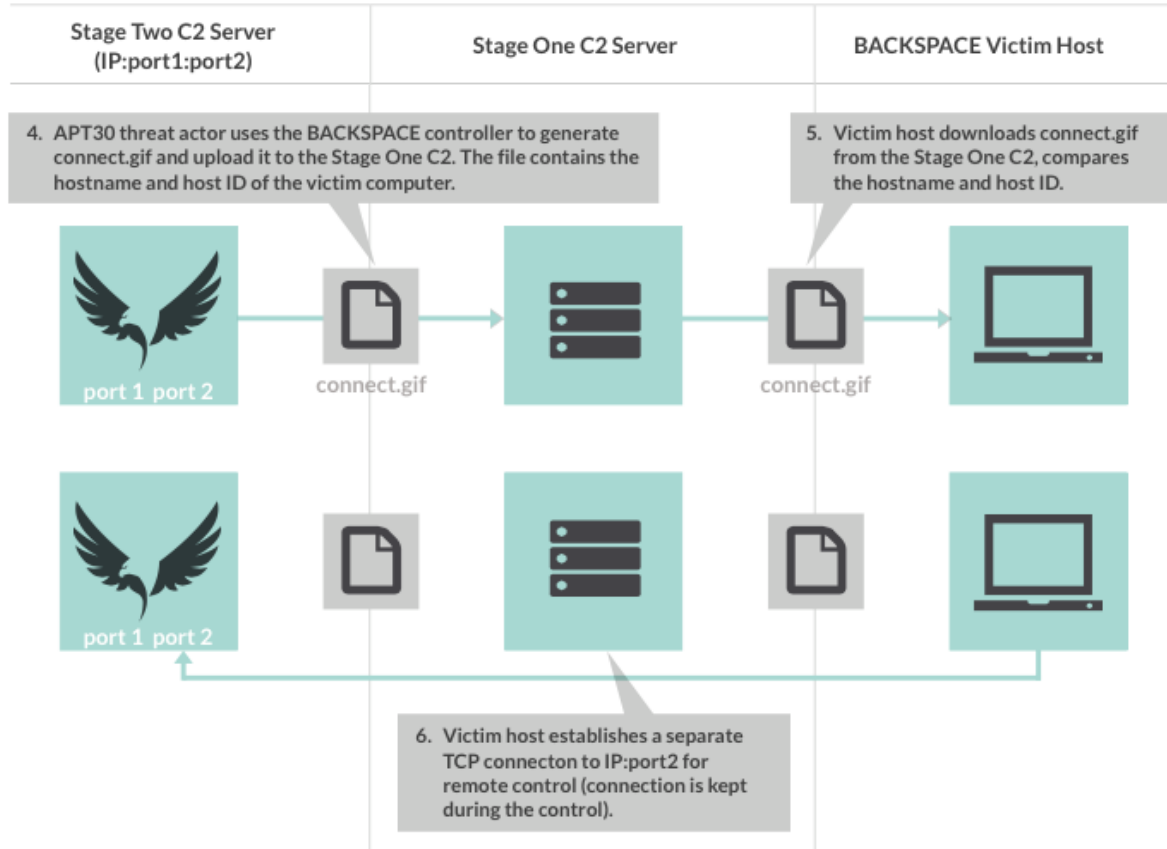 Stage Two C2 Server
(IP:port1:port2)
Stage One C2 Server
BACKSPACE Victim Host
4. APT30 threat actor uses the BACKSPACE controller to generate
connect.gif and upload it to the Stage One C2. The file contains the
hostname and host ID of the victim computer.
5. Victim host downloads connect.gif
from the Stage One C2, compares
the hostname and host ID.
port 1 port 2
connect.gif
connect.gif
port 1 port 2
6. Victim host establishes a separate
TCP connecton to IP:port2 for
remote control (connection is kept
during the control).